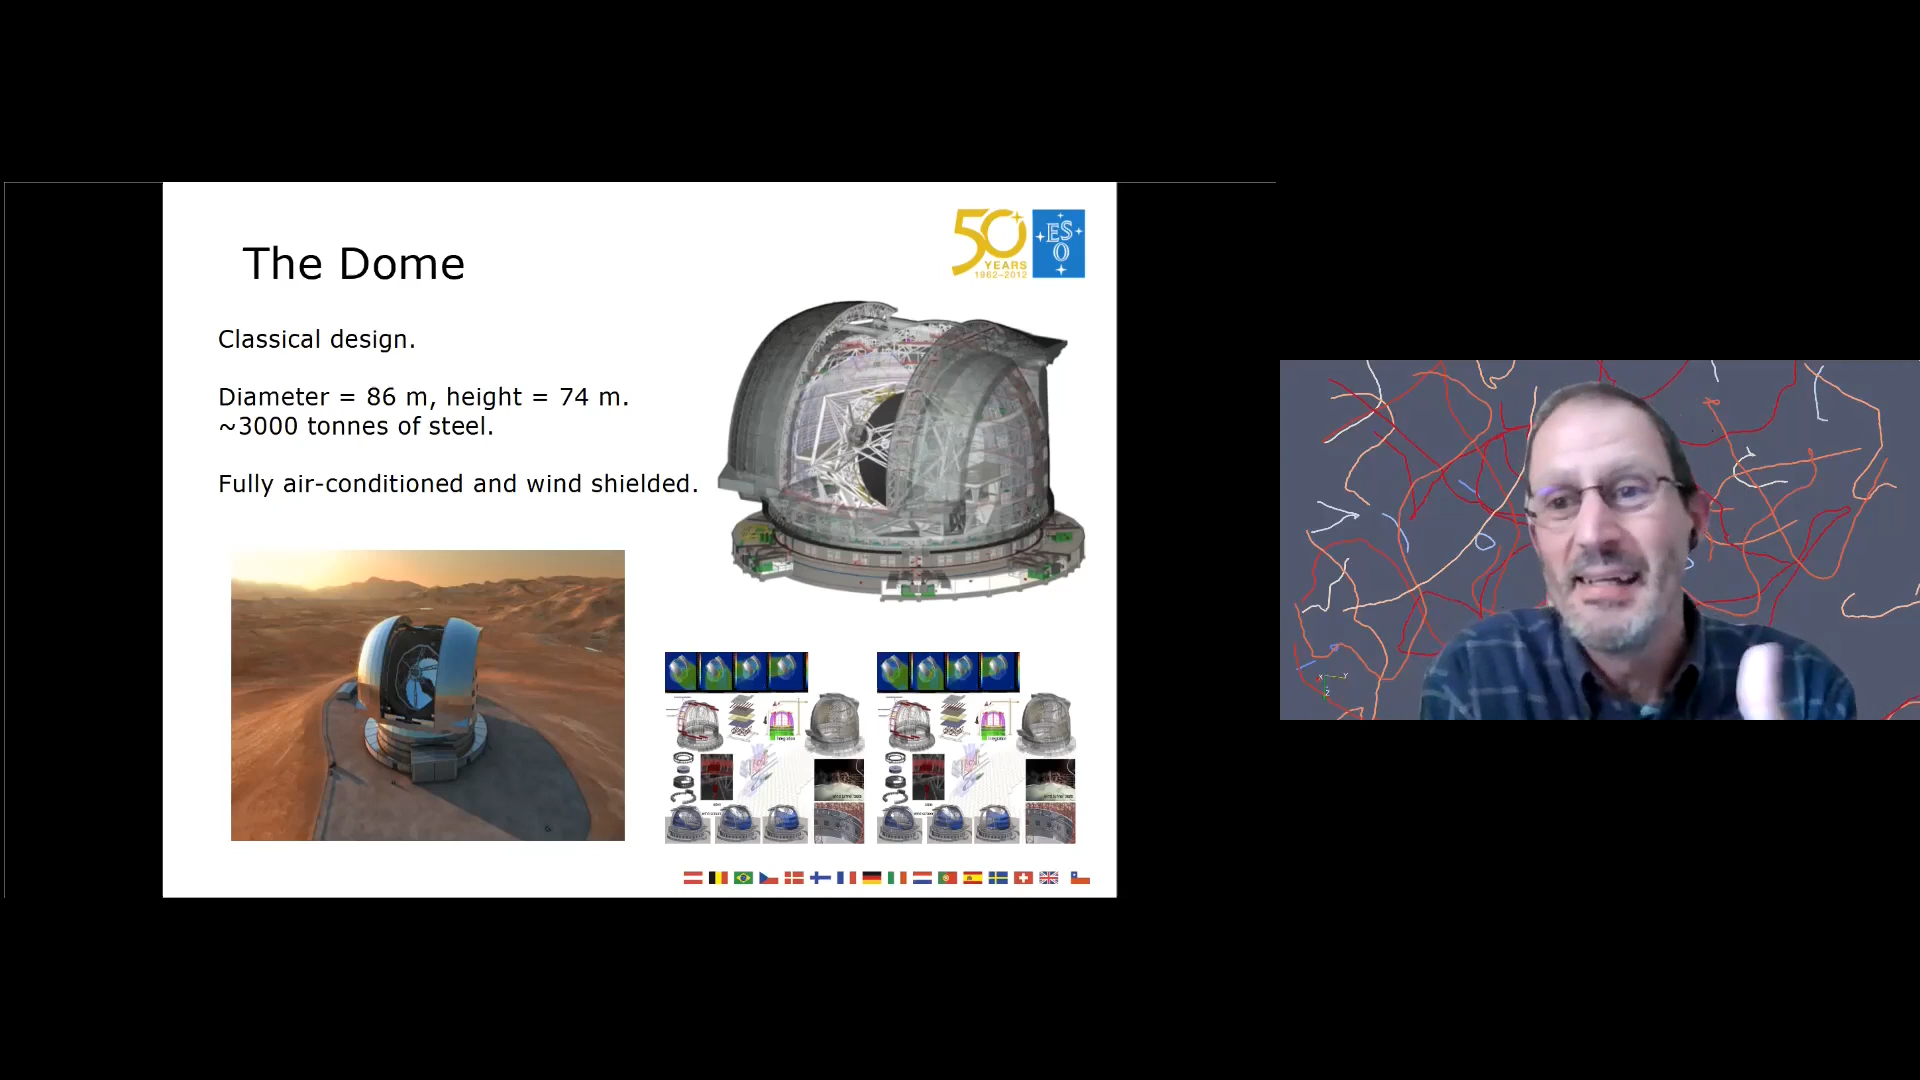 The Dome
50
YEARS
1962–2012
ES
O
Classical design.
Diameter = 86 m, height = 74 m.
~3000 tonnes of steel.
Fully air-conditioned and wind shielded.
X
Y
Z